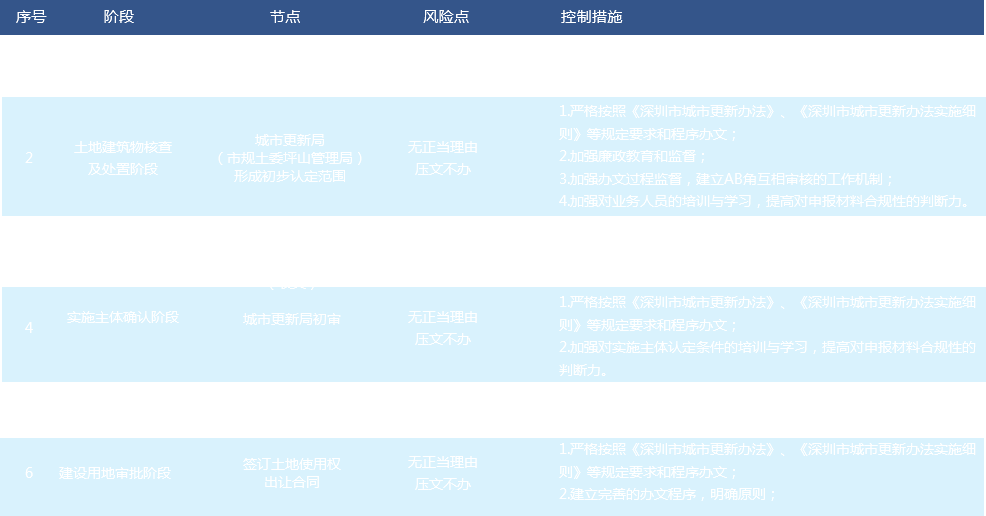 序号 阶段 节点 风险点 控制措施
2 土地建筑物核查及处置阶段 城市更新局（市规土委坪山管理局）形成初步认定范围 无正当理由压文不办
1.严格按照《深圳市城市更新办法》、《深圳市城市更新办法实施细
则》等规定要求和程序办文；
2.加强廉政教育和监督；
3.加强办文过程监督，建立AB角互相审核的工作机制；
4.加强对业务人员的培训与学习，提高对申报材料合规性的判断力。
4 实施主体确认阶段 城市更新局初审 无正当理由压文不办
1.严格按照《深圳市城市更新办法》、《深圳市城市更新办法实施细
则》等规定要求和程序办文；
2.加强对实施主体认定条件的培训与学习，提高对申报材料合规性的
判断力。
6 建设用地审批阶段 签订土地使用权出让合同 无正当理由压文不办
1.严格按照《深圳市城市更新办法》、《深圳市城市更新办法实施细
则》等规定要求和程序办文；
2.建立完善的办文程序，明确原则；